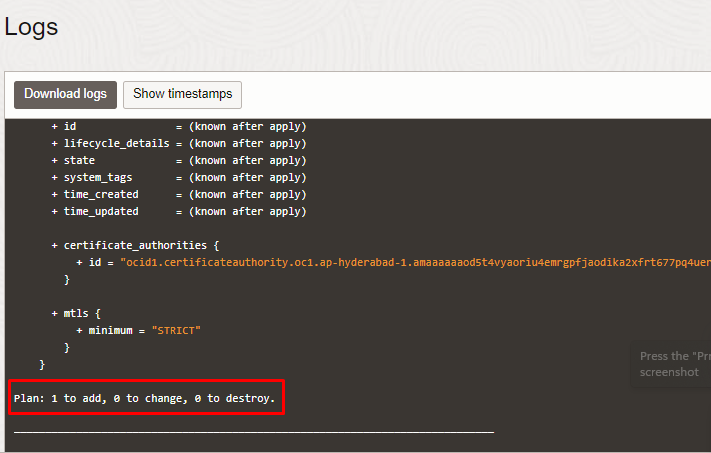 Logs
Download logs Show timestamps
+ id = (known after apply)
+ lifecycle_details = (known after apply)
+ state = (known after apply)
+ system_tags = (known after apply)
+ time_created = (known after apply)
+ time_updated = (known after apply)
+ certificate_authorities {
+ id = "ocid1.certificateauthority.oc1.ap-hyderabad-1.amaaaaaaod5t4vyaoriu4emrgpfjaodika2xfrt677pq4uer
}
+ mtls {
+ minimum = "STRICT"
}
}
Press the "Prr
screenshot
Plan: 1 to add, 0 to change, 0 to destroy.